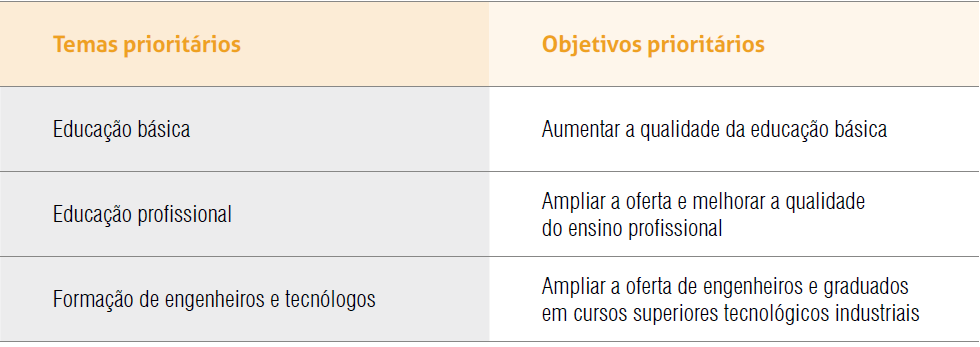 Temas prioritários
Objetivos prioritários
Educação básica
Aumentar a qualidade da educação básica
Educação profissional
Ampliar a oferta e melhorar a qualidade
do ensino profissional
Formação de engenheiros e tecnólogos
Ampliar a oferta de engenheiros e graduados
em cursos superiores tecnológicos industriais